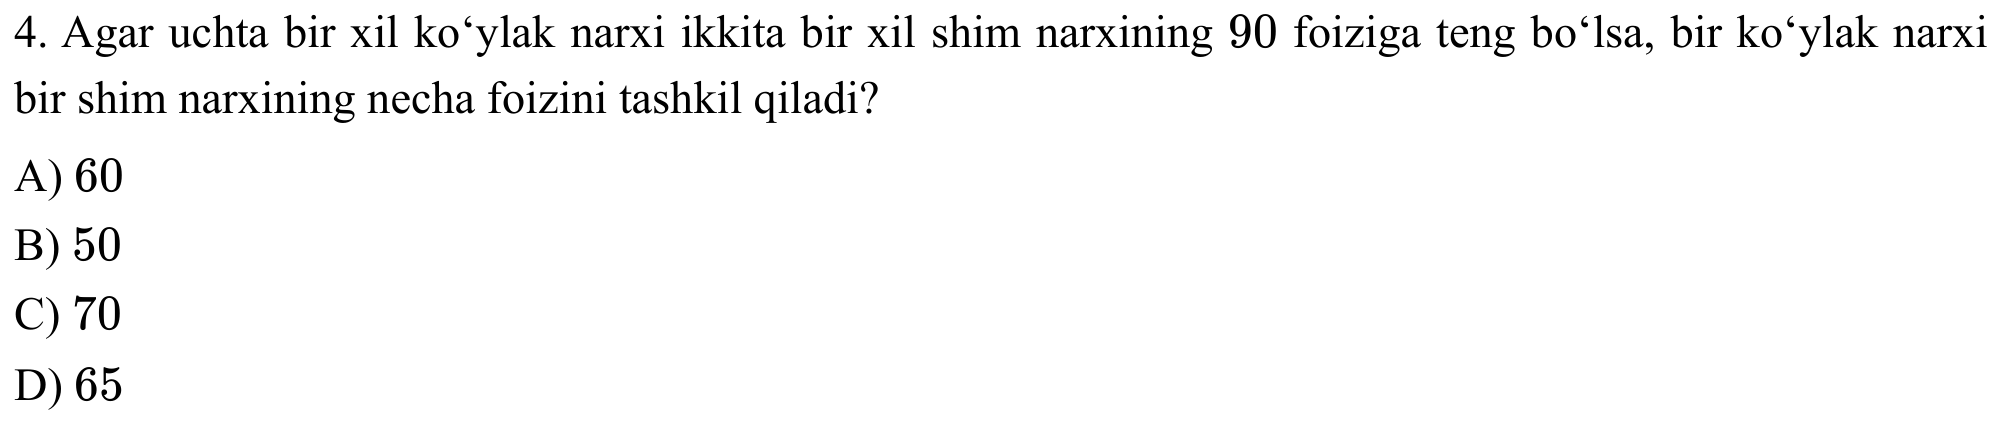 4. Agar uchta bir xil ko‘ylak narxi ikkita bir xil shim narxining 90 foiziga teng bo‘lsa, bir ko‘ylak narxi
bir shim narxining necha foizini tashkil qiladi?
A) 60
B) 50
C) 70
D) 65